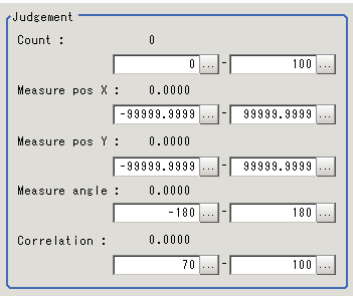 Judgement
Count : 0
0 ... - 100 ...
Measure pos X : 0.0000
-99999.9999 ... - 99999.9999 ...
Measure pos Y : 0.0000
-99999.9999 ... - 99999.9999 ...
Measure angle : 0.0000
-180 ... - 180 ...
Correlation : 0.0000
70 ... - 100 ...